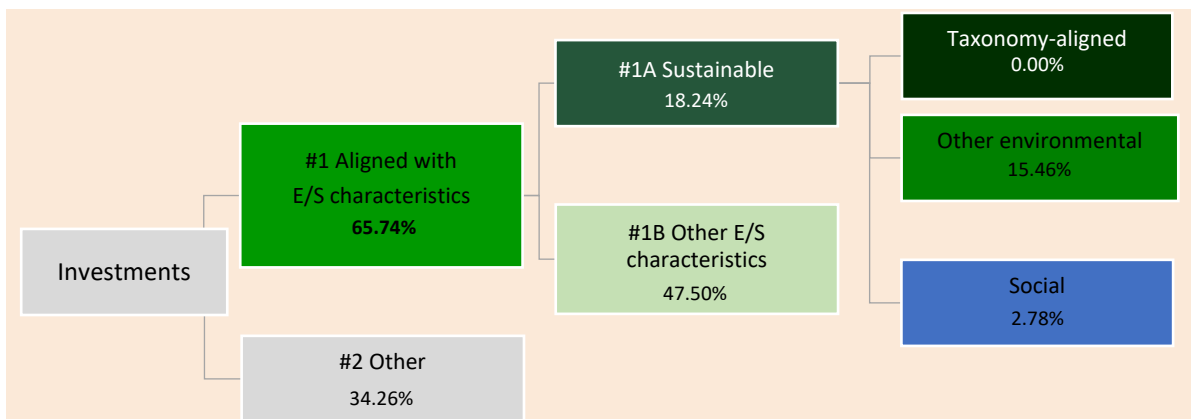 Investments
#1 Aligned with
E/S characteristics
65.74%
#2 Other
34.26%
#1A Sustainable
18.24%
#1B Other E/S
characteristics
47.50%
Taxonomy-aligned
0.00%
Other environmental
15.46%
Social
2.78%